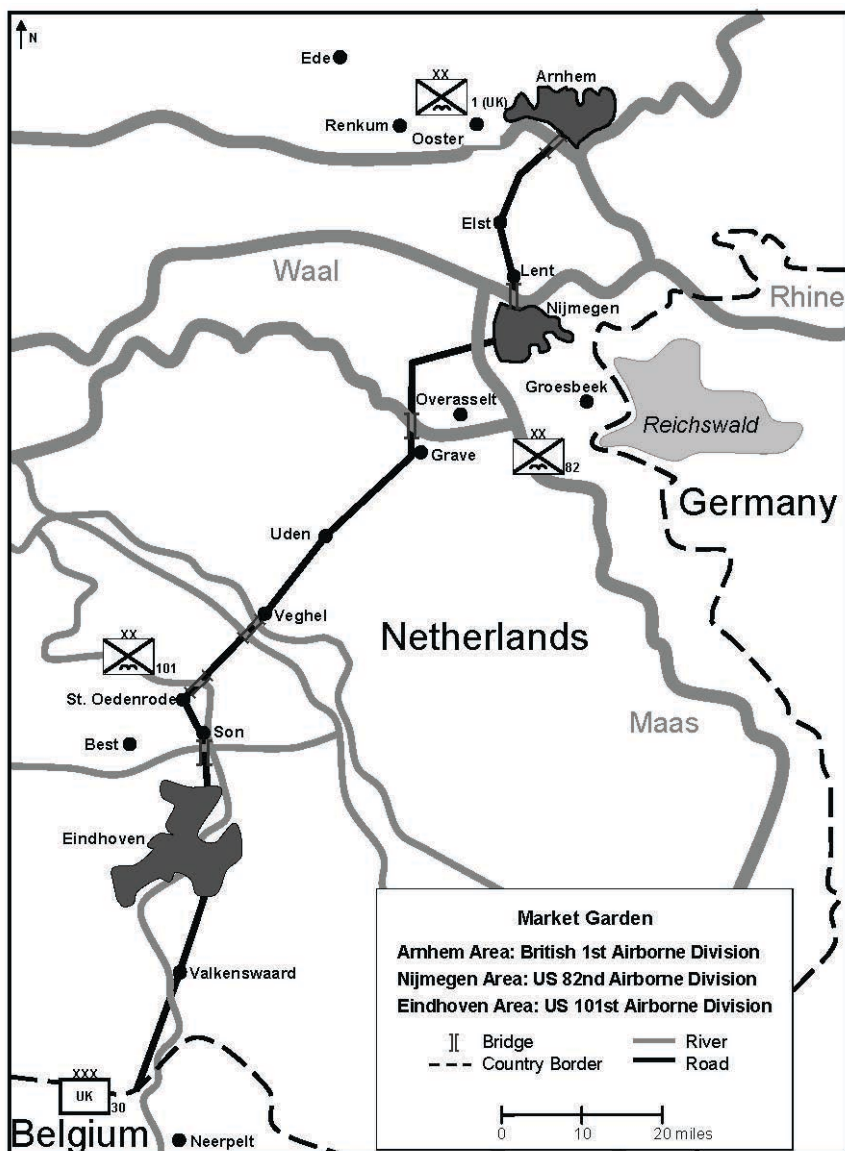 N
Ede
XX
1 (UK)
Arnhem
Renkum
Ooster
Elst
Waal
Lent
Rhine
Nijmegen
Overasselt
Groesbeek
Reichswald
XX
82
Grave
Germany
Uden
Veghel
Netherlands
XX
101
St. Oedenrode
Maas
Son
Best
Eindhoven
Valkenswaard
XXX
UK
30
Belgium
Neerpelt
Market Garden
Arnhem Area: British 1st Airborne Division
Nijmegen Area: US 82nd Airborne Division
Eindhoven Area: US 101st Airborne Division
Bridge
River
Country Border
Road
0 10 20 miles